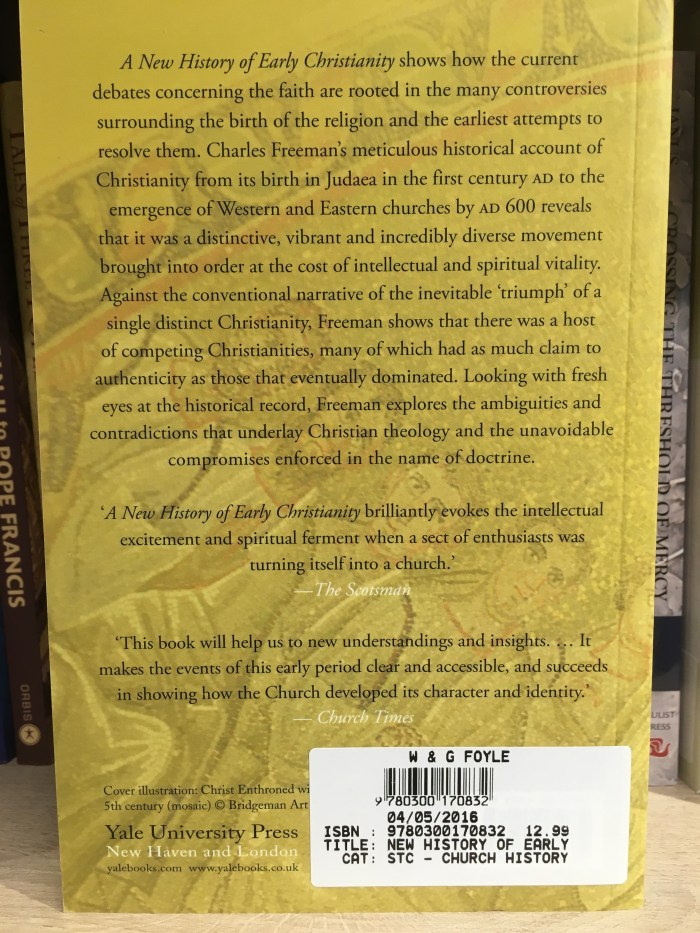 A New History of Early Christianity shows how the current
debates concerning the faith are rooted in the many controversies
surrounding the birth of the religion and the earliest attempts to
resolve them. Charles Freeman's meticulous historical account of
Christianity from its birth in Judaea in the first century AD to the
emergence of Western and Eastern churches by AD 600 reveals
that it was a distinctive, vibrant and incredibly diverse movement
brought into order at the cost of intellectual and spiritual vitality.
Against the conventional narrative of the inevitable ‘triumph’ of a
single distinct Christianity, Freeman shows that there was a host
of competing Christianities, many of which had as much claim to
authenticity as those that eventually dominated. Looking with fresh
eyes at the historical record, Freeman explores the ambiguities and
contradictions that underlay Christian theology and the unavoidable
compromises enforced in the name of doctrine.
‘A New History of Early Christianity brilliantly evokes the intellectual
excitement and spiritual ferment when a sect of enthusiasts was
turning itself into a church.’
—The Scotsman
‘This book will help us to new understandings and insights. … It
makes the events of this early period clear and accessible, and succeeds
in showing how the Church developed its character and identity.’
— Church Times
Cover illustration: Christ Enthroned wi
5th century (mosaic) © Bridgeman Art
Yale University Press
New Haven and London
yalebooks.com www.yalebooks.co.uk
W & G FOYLE
9 780300 170832
04/05/2016
ISBN : 9780300170832 12.99
TITLE: NEW HISTORY OF EARLY
CAT: STC - CHURCH HISTORY
to POPE FRANCIS
ORBIS
CROSSING THE THRESHOLD OF MERCY